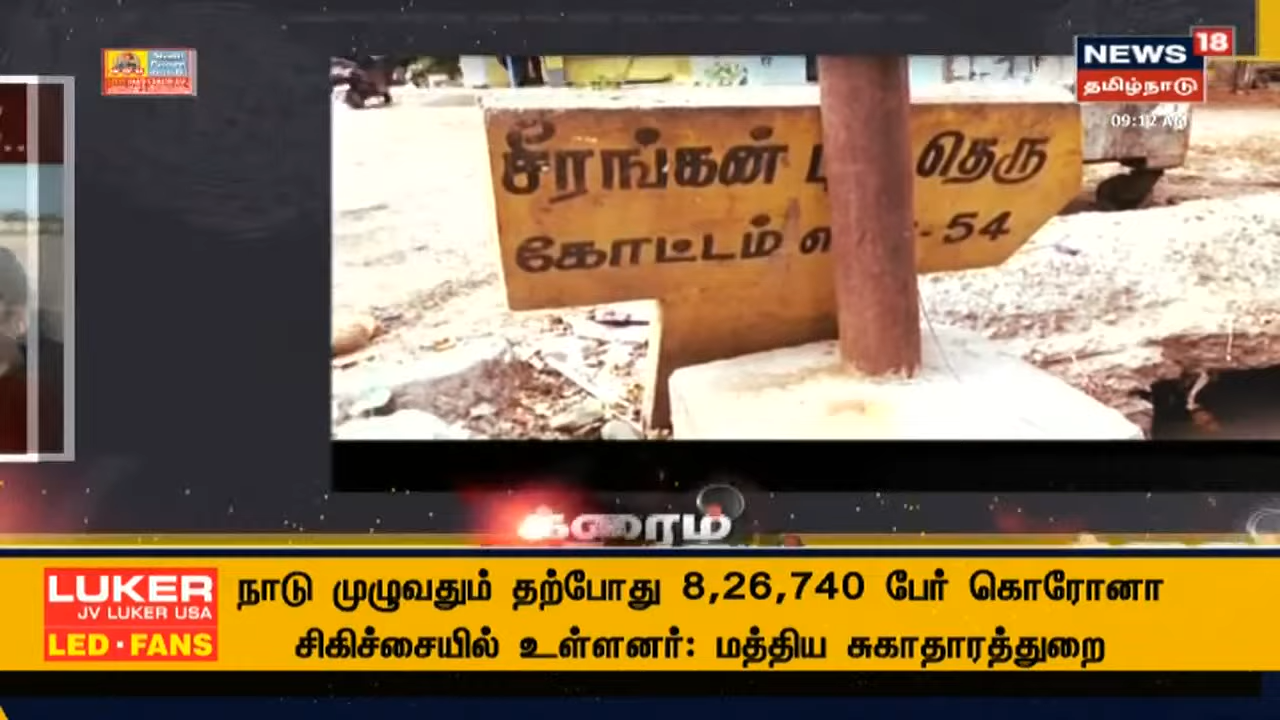 NEWS 18
தமிழ்நாடு
09:12 AM
சீரங்கன் தெரு
கோட்டம் -54
க்ரைம்
LUKER
JV LUKER USA
LED·FANS
நாடு முழுவதும் தற்போது 8,26,740 பேர் கொரோனா
சிகிச்சையில் உள்ளனர்: மத்திய சுகாதாரத்துறை